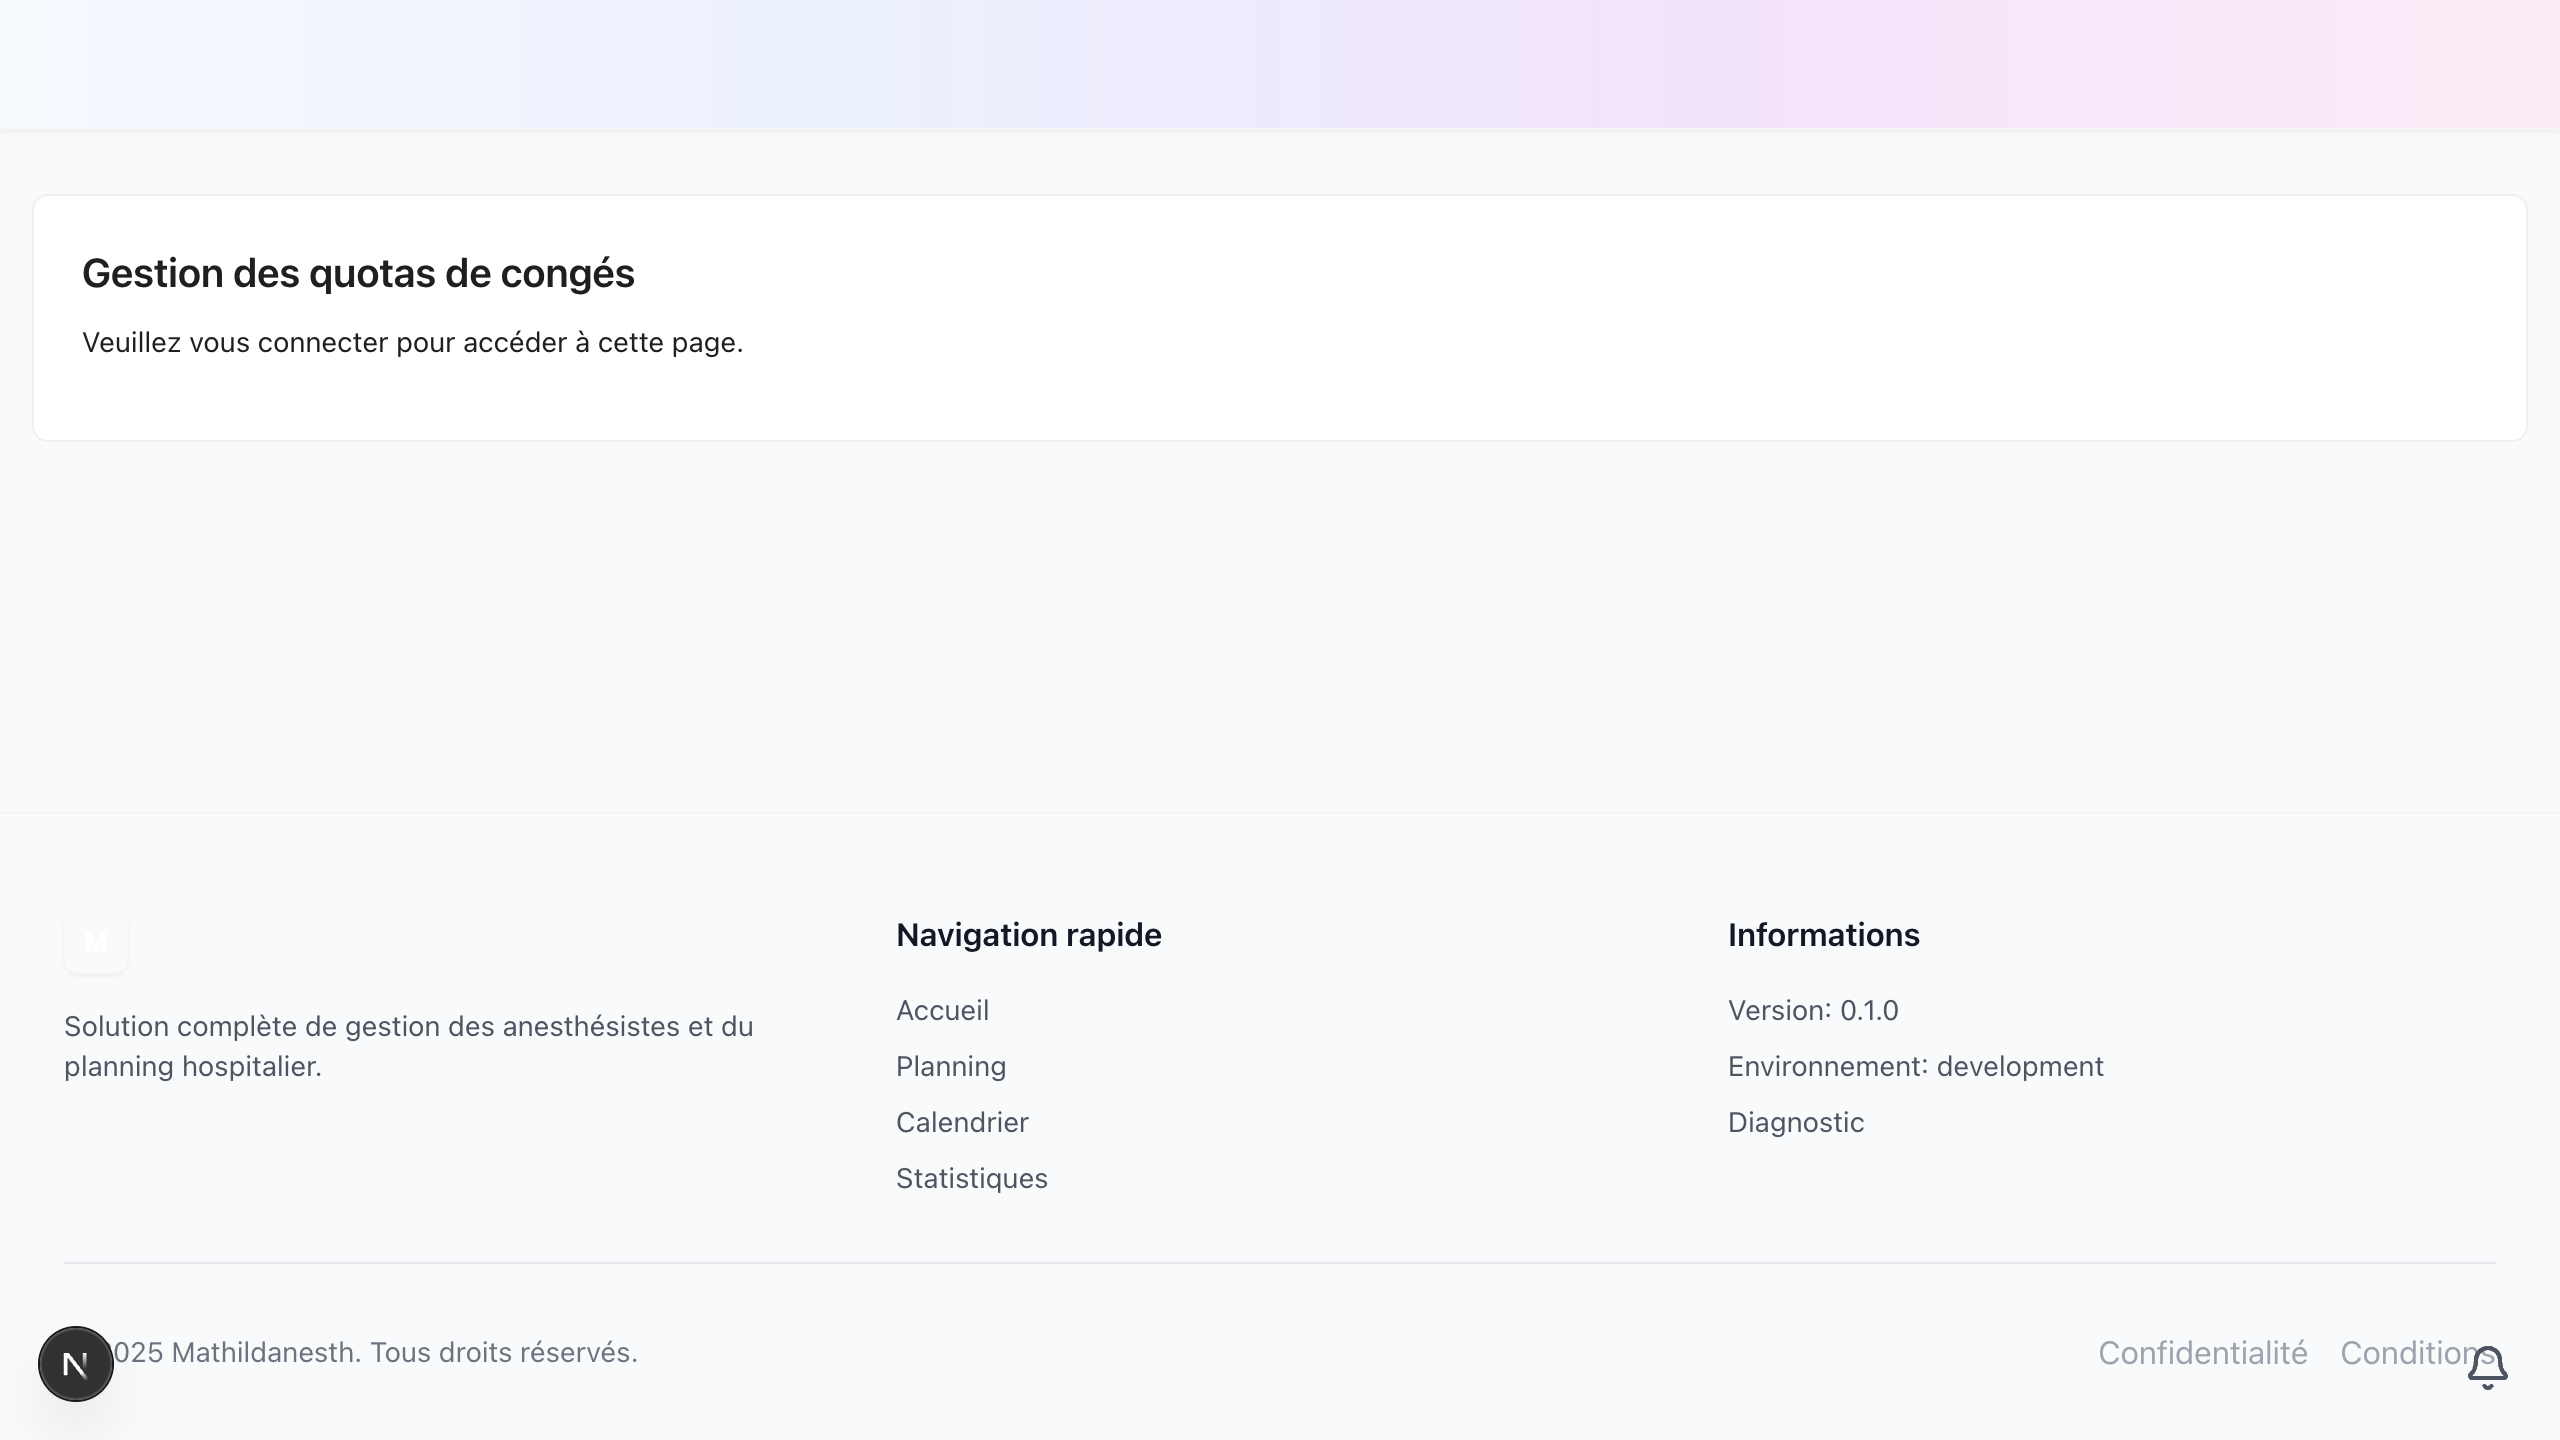 Gestion des quotas de congés
Veuillez vous connecter pour accéder à cette page.
M
Solution complète de gestion des anesthésistes et du
planning hospitalier.
Navigation rapide
Accueil
Planning
Calendrier
Statistiques
Informations
Version: 0.1.0
Environnement: development
Diagnostic
N
025 Mathildanesth. Tous droits réservés.
Confidentialité
Conditions